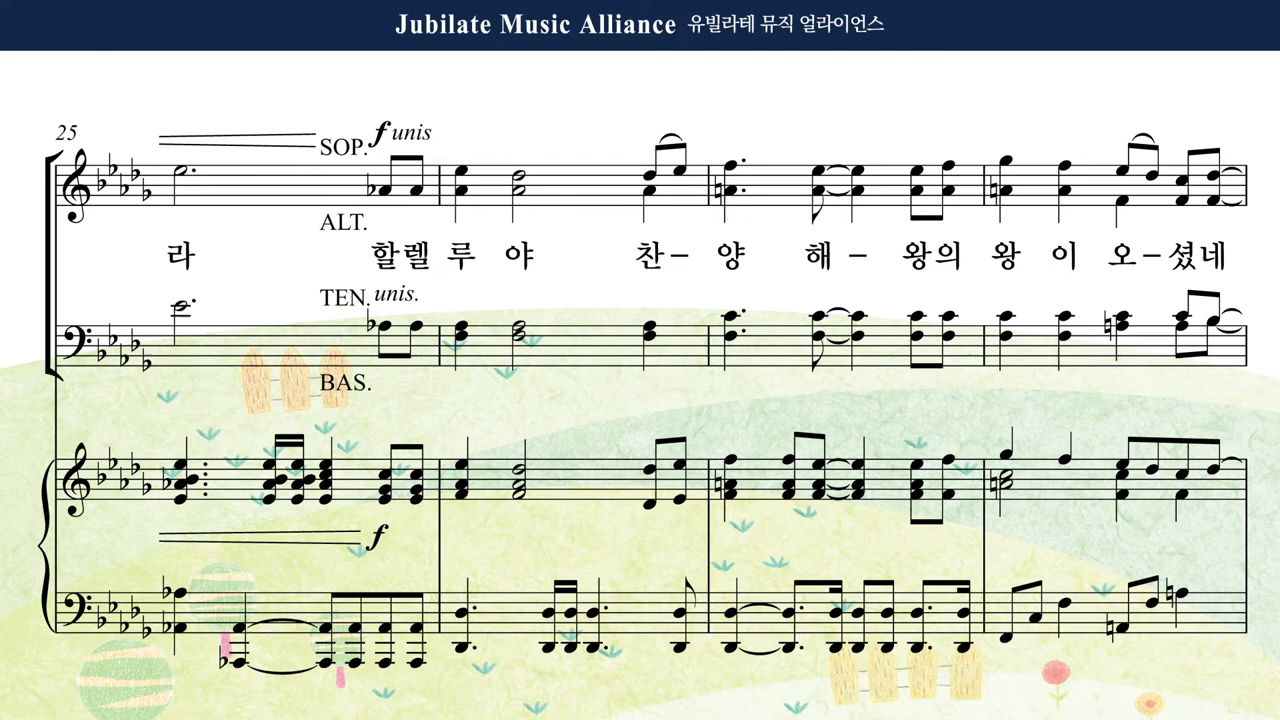 Jubilate Music Alliance 유빌라테 뮤직 얼라이언스
25
SOP. f unis
ALT.
라 할렐 루 야 찬- 양 해 - 왕의 왕 이 오-셨네
TEN. unis.
BAS.
f